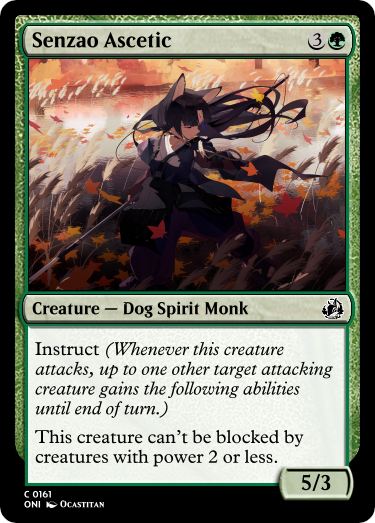 Senzao Ascetic 3
Creature — Dog Spirit Monk
Instruct (Whenever this creature
attacks, up to one other target attacking
creature gains the following abilities
until end of turn.)
This creature can't be blocked by
creatures with power 2 or less.
5/3
C 0161
ONI Ocastitan